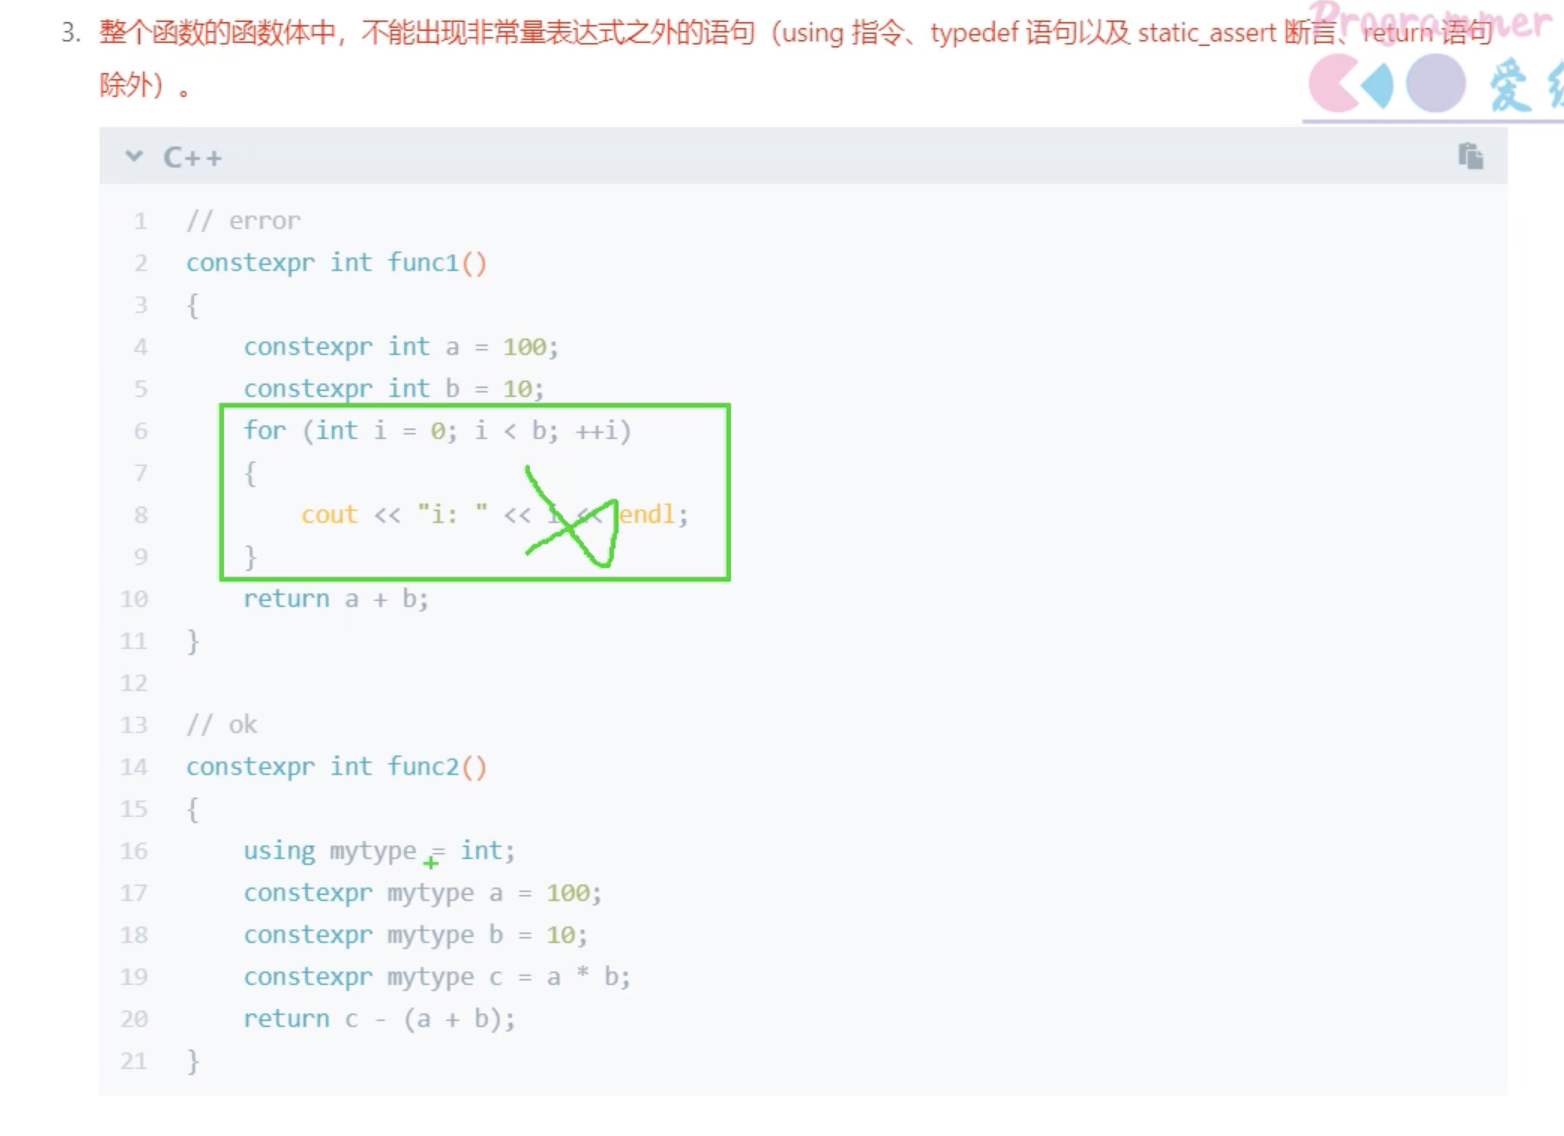 3. 整个函数的函数体中，不能出现非常量表达式之外的语句（using 指令、typedef 语句以及 static_assert 断言、return 语句
除外）。
Programmer
爱
C++
1 // error
2 constexpr int func1()
3 {
4 constexpr int a = 100;
5 constexpr int b = 10;
6 for (int i = 0; i < b; ++i)
7 {
8 cout << "i: " << i << endl;
9 }
10 return a + b;
11 }
12
13 // ok
14 constexpr int func2()
15 {
16 using mytype = int;
17 constexpr mytype a = 100;
18 constexpr mytype b = 10;
19 constexpr mytype c = a * b;
20 return c - (a + b);
21 }